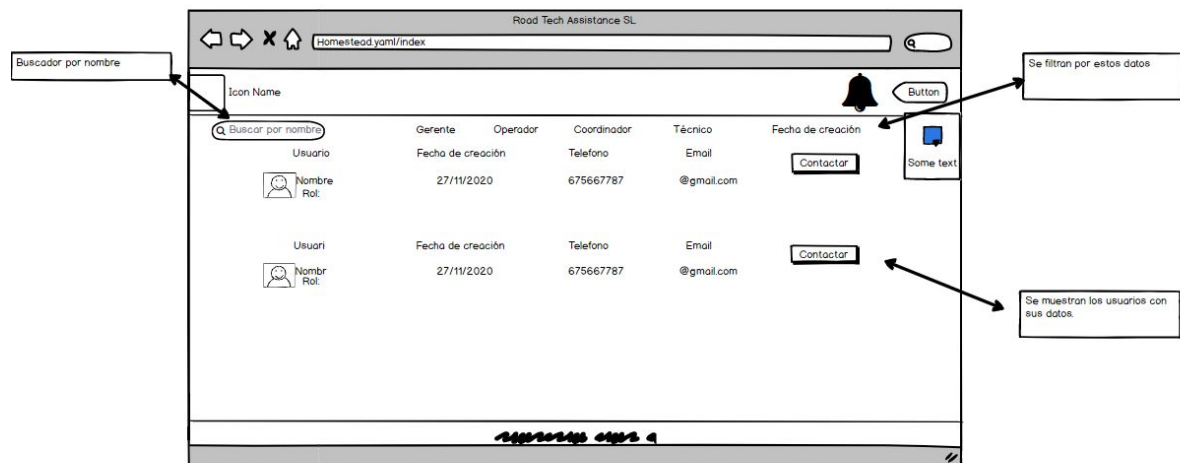 Road Tech Assistance SL
Homestead.yaml/index
Buscador por nombre
Se filtran por estos datos
Icon Name
Button
Buscar por nombre
Gerente Operador Coordinador Técnico Fecha de creación
Some text
Usuario Fecha de creación Telefono Email
Contactar
Nombre 27/11/2020 675667787 @gmail.com
Rol:
Usuari Fecha de creación Telefono Email
Contactar
Nombr 27/11/2020 675667787 @gmail.com
Rol:
Se muestran los usuarios con
sus datos.